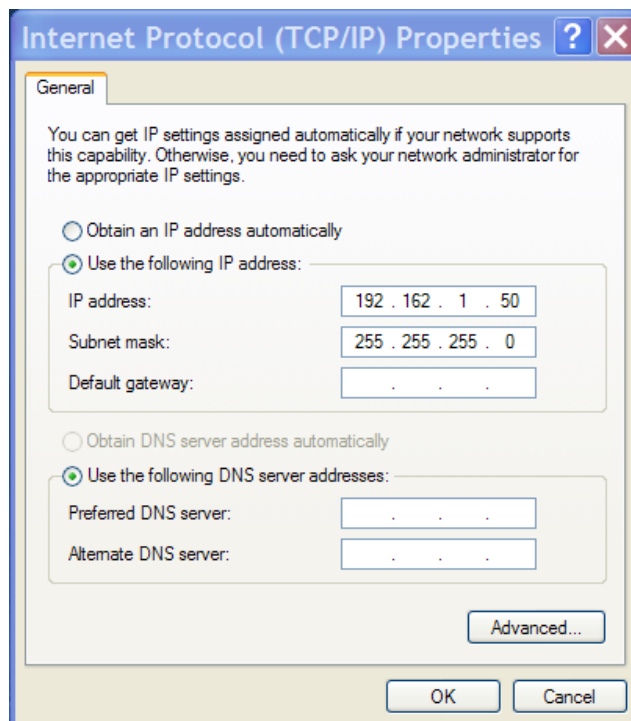 Internet Protocol (TCP/IP) Properties ? X
General
You can get IP settings assigned automatically if your network supports
this capability. Otherwise, you need to ask your network administrator for
the appropriate IP settings.
Obtain an IP address automatically
Use the following IP address:
IP address: 192 . 162 . 1 . 50
Subnet mask: 255 . 255 . 255 . 0
Default gateway: . . .
Obtain DNS server address automatically
Use the following DNS server addresses:
Preferred DNS server: . . .
Alternate DNS server: . . .
Advanced...
OK Cancel